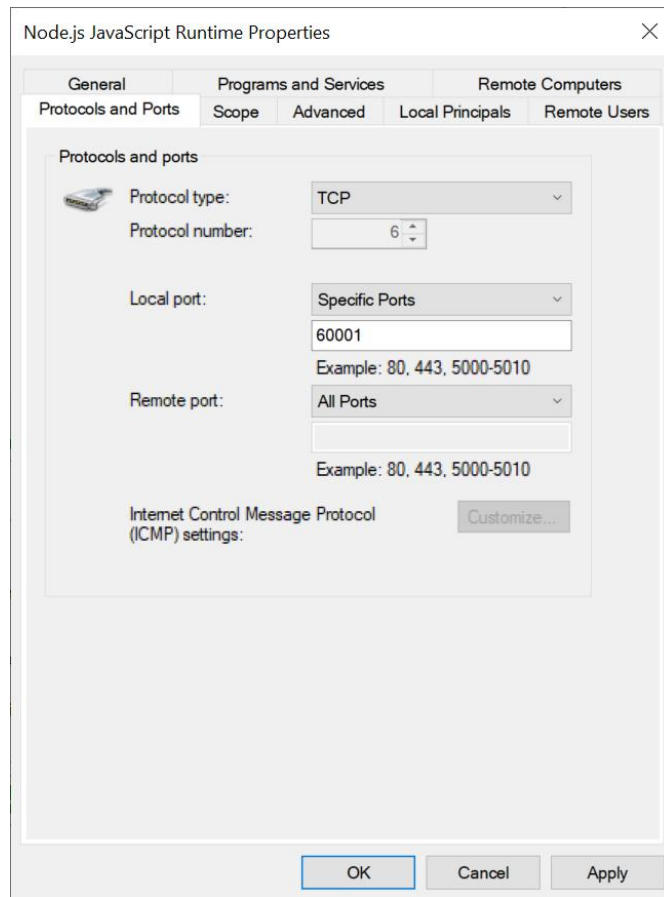 Node.js JavaScript Runtime Properties
General Programs and Services Remote Computers
Protocols and Ports Scope Advanced Local Principals Remote Users
Protocols and ports
Protocol type: TCP
Protocol number: 6
Local port: Specific Ports
60001
Example: 80, 443, 5000-5010
Remote port: All Ports
Example: 80, 443, 5000-5010
Internet Control Message Protocol
(ICMP) settings: Customize...
OK Cancel Apply